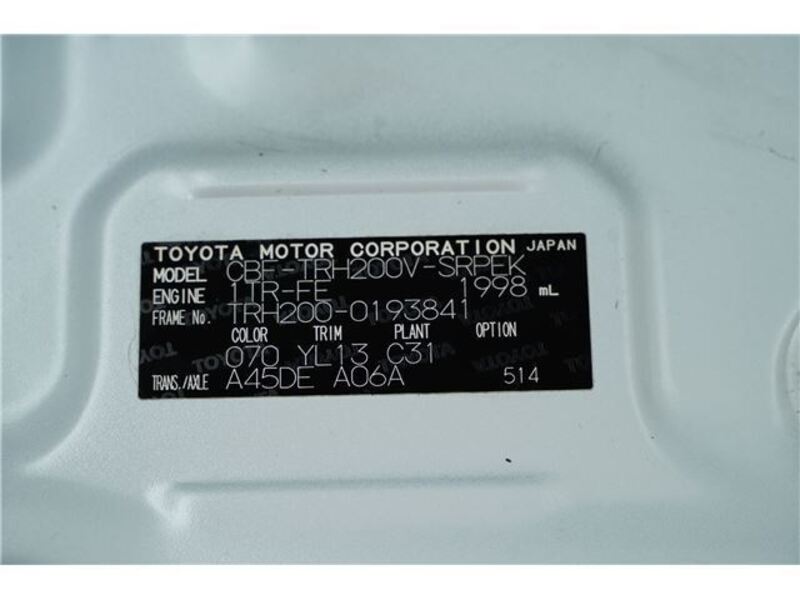 TOYOTA MOTOR CORPORATION JAPAN
MODEL CBF-TRH200V-SRPEK
ENGINE 1TR-FE 1998 mL
FRAME No. TRH200-0193841
COLOR TRIM PLANT OPTION
070 YL13 C31
TRANS./AXLE A45DE A06A 514